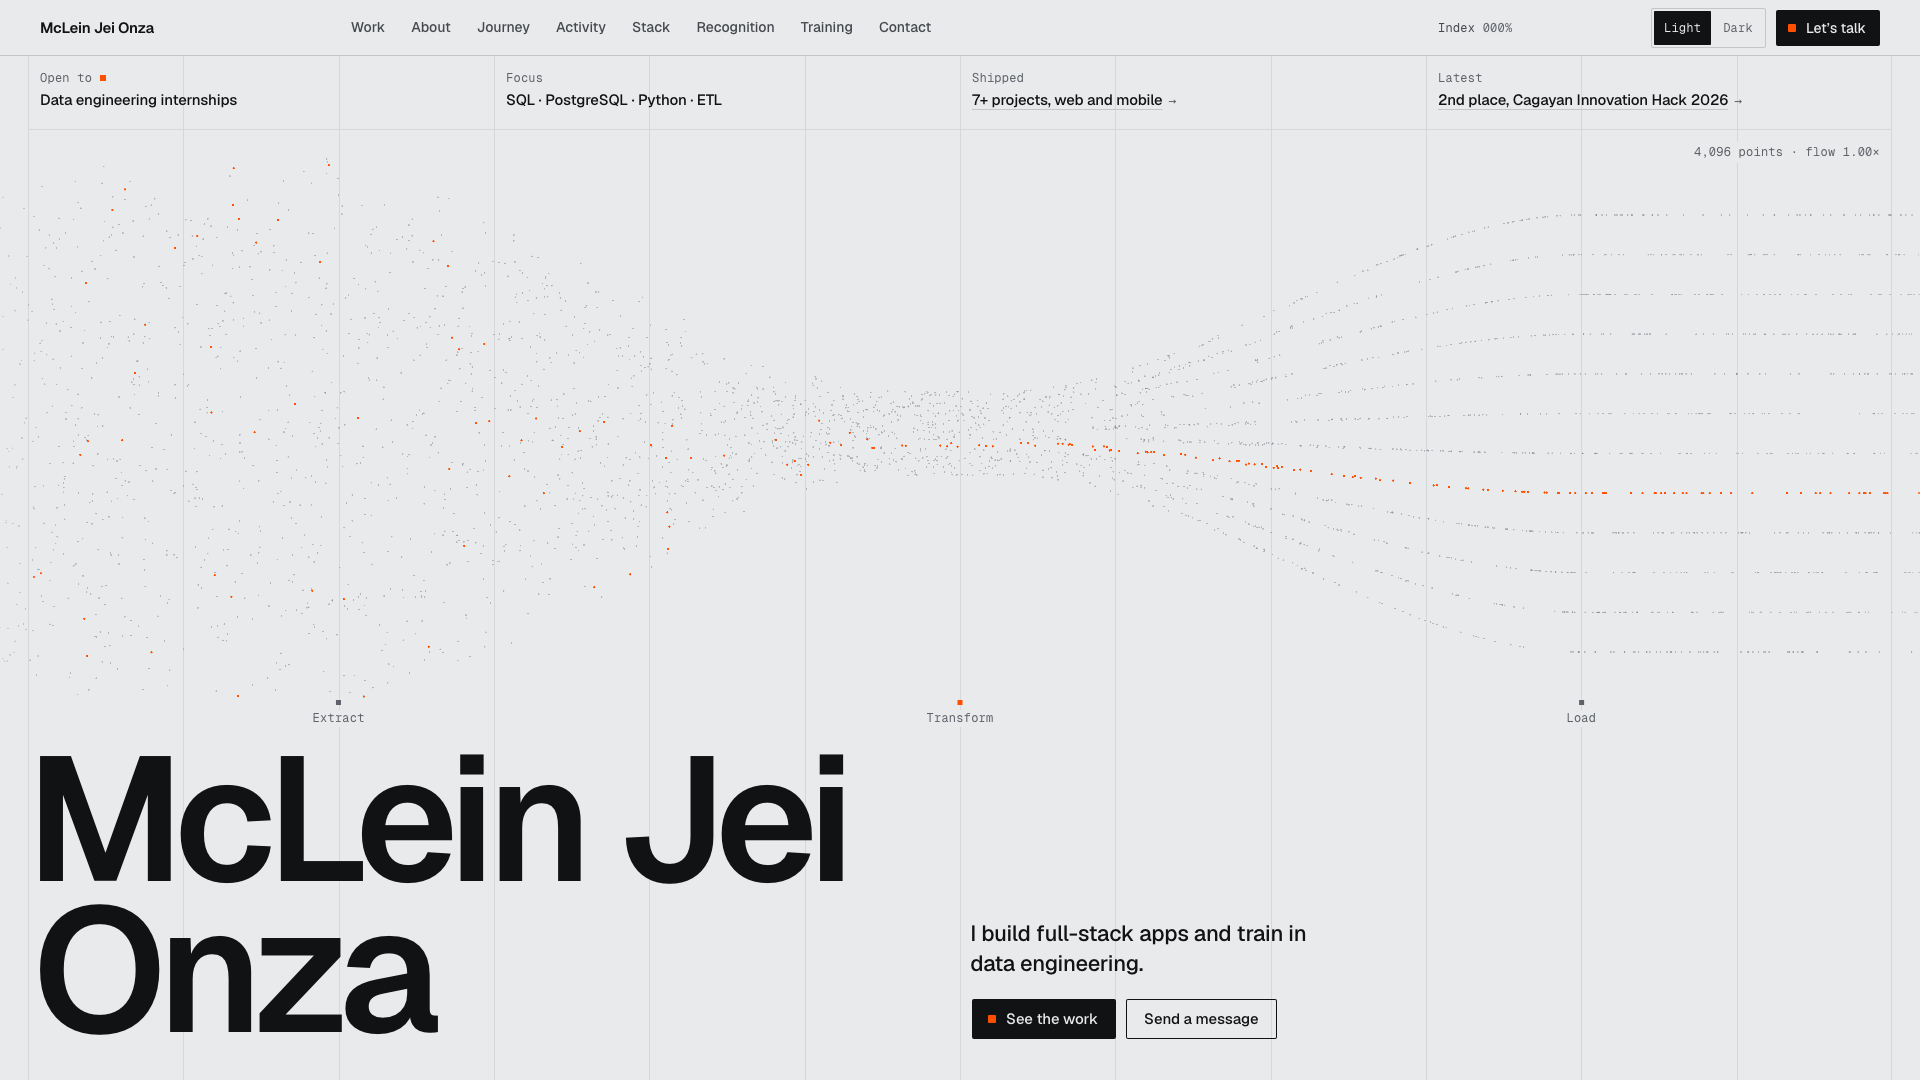 McLein Jei Onza
Work About Journey Activity Stack Recognition Training Contact
Index 000%
Light Dark
Let's talk
Open to
Data engineering internships
Focus
SQL · PostgreSQL · Python · ETL
Shipped
7+ projects, web and mobile →
Latest
2nd place, Cagayan Innovation Hack 2026 →
4,096 points · flow 1.00×
Extract
Transform
Load
McLein Jei
Onza
I build full-stack apps and train in
data engineering.
See the work
Send a message